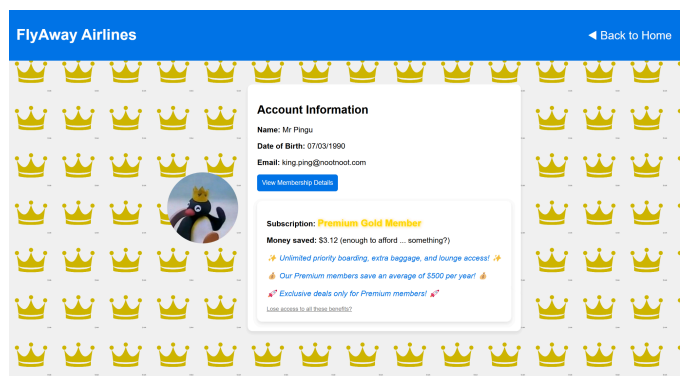 FlyAway Airlines
◀ Back to Home
Account Information
Name: Mr Pingu
Date of Birth: 07/03/1990
Email: king.ping@nootnoot.com
View Membership Details
Subscription: Premium Gold Member
Money saved: $3.12 (enough to afford ... something?)
✨ Unlimited priority boarding, extra baggage, and lounge access! ✨
💰 Our Premium members save an average of $500 per year! 💰
🚀 Exclusive deals only for Premium members! 🚀
Lose access to all these benefits?